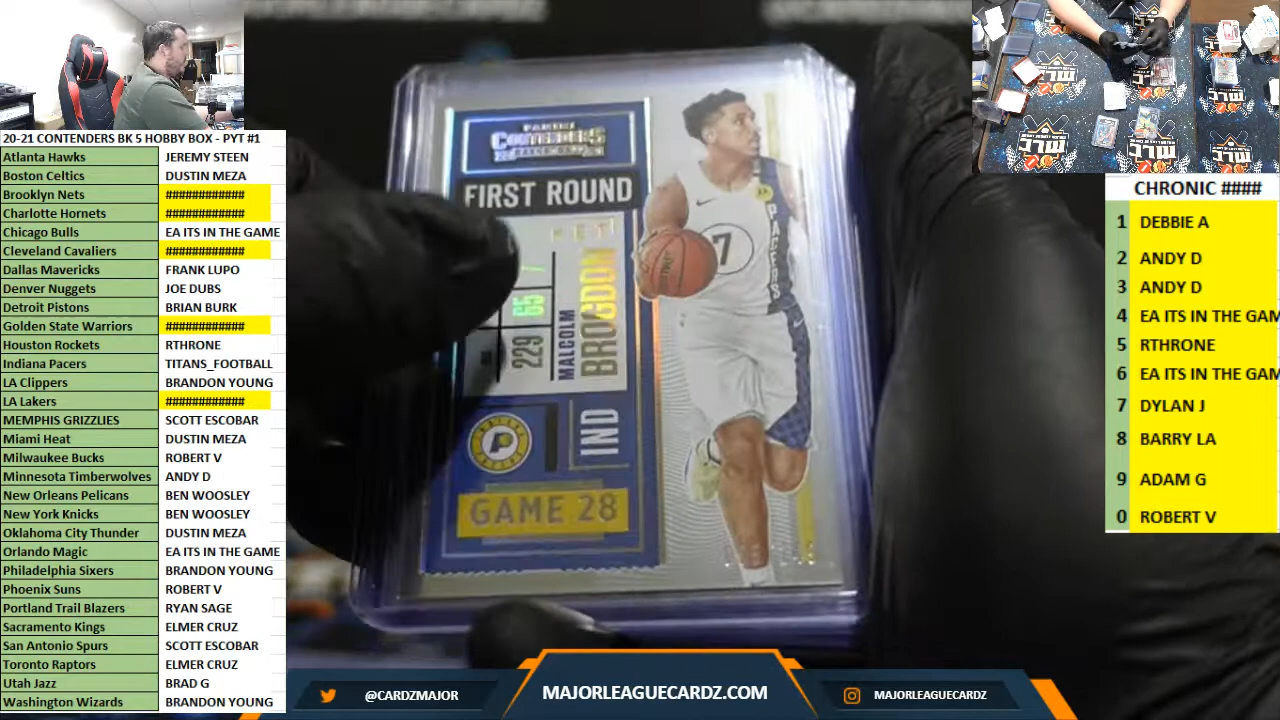 20-21 CONTENDERS BK 5 HOBBY BOX - PYT #1
Atlanta Hawks JEREMY STEEN
Boston Celtics DUSTIN MEZA
Brooklyn Nets ############
Charlotte Hornets ############
Chicago Bulls EA ITS IN THE GAME
Cleveland Cavaliers ############
Dallas Mavericks FRANK LUPO
Denver Nuggets JOE DUBS
Detroit Pistons BRIAN BURK
Golden State Warriors ############
Houston Rockets RTHRONE
Indiana Pacers TITANS_FOOTBALL
LA Clippers BRANDON YOUNG
LA Lakers ############
MEMPHIS GRIZZLIES SCOTT ESCOBAR
Miami Heat DUSTIN MEZA
Milwaukee Bucks ROBERT V
Minnesota Timberwolves ANDY D
New Orleans Pelicans BEN WOOSLEY
New York Knicks BEN WOOSLEY
Oklahoma City Thunder DUSTIN MEZA
Orlando Magic EA ITS IN THE GAME
Philadelphia Sixers BRANDON YOUNG
Phoenix Suns ROBERT V
Portland Trail Blazers RYAN SAGE
Sacramento Kings ELMER CRUZ
San Antonio Spurs SCOTT ESCOBAR
Toronto Raptors ELMER CRUZ
Utah Jazz BRAD G
Washington Wizards BRANDON YOUNG
PANINI
CONTENDERS
FIRST ROUND
65
229
MALCOLM
BROGDON
IND
GAME 28
7
PACERS
CHRONIC ####
1 DEBBIE A
2 ANDY D
3 ANDY D
4 EA ITS IN THE GAM
5 RTHRONE
6 EA ITS IN THE GAM
7 DYLAN J
8 BARRY LA
9 ADAM G
0 ROBERT V
@CARDZMAJOR
MAJORLEAGUECARDZ.COM
MAJORLEAGUECARDZ